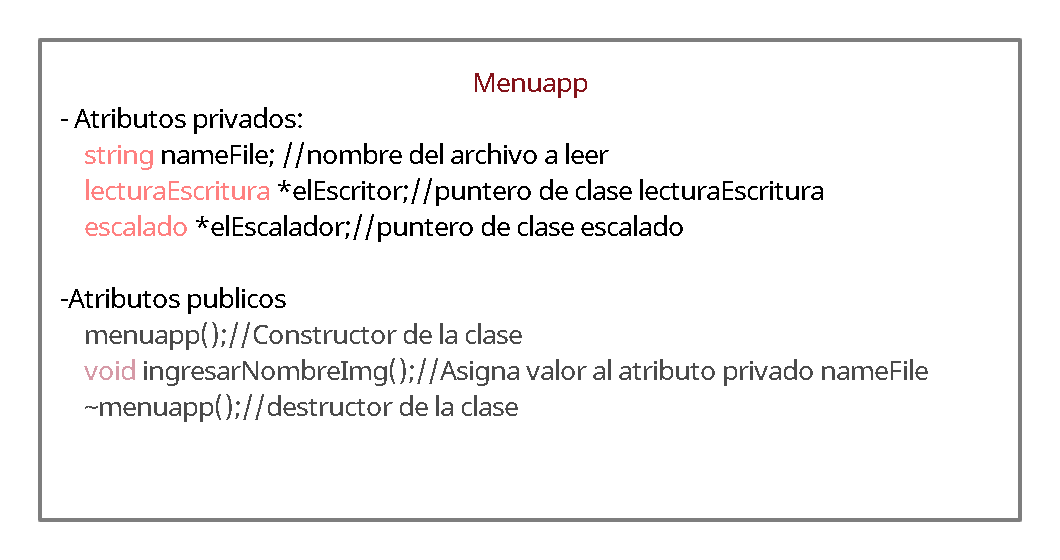 Menuapp
- Atributos privados:
string nameFile; //nombre del archivo a leer
lecturaEscritura *elEscritor;//puntero de clase lecturaEscritura
escalado *elEscalador;//puntero de clase escalado
-Atributos publicos
menuapp();//Constructor de la clase
void ingresarNombreImg();//Asigna valor al atributo privado nameFile
~menuapp();//destructor de la clase